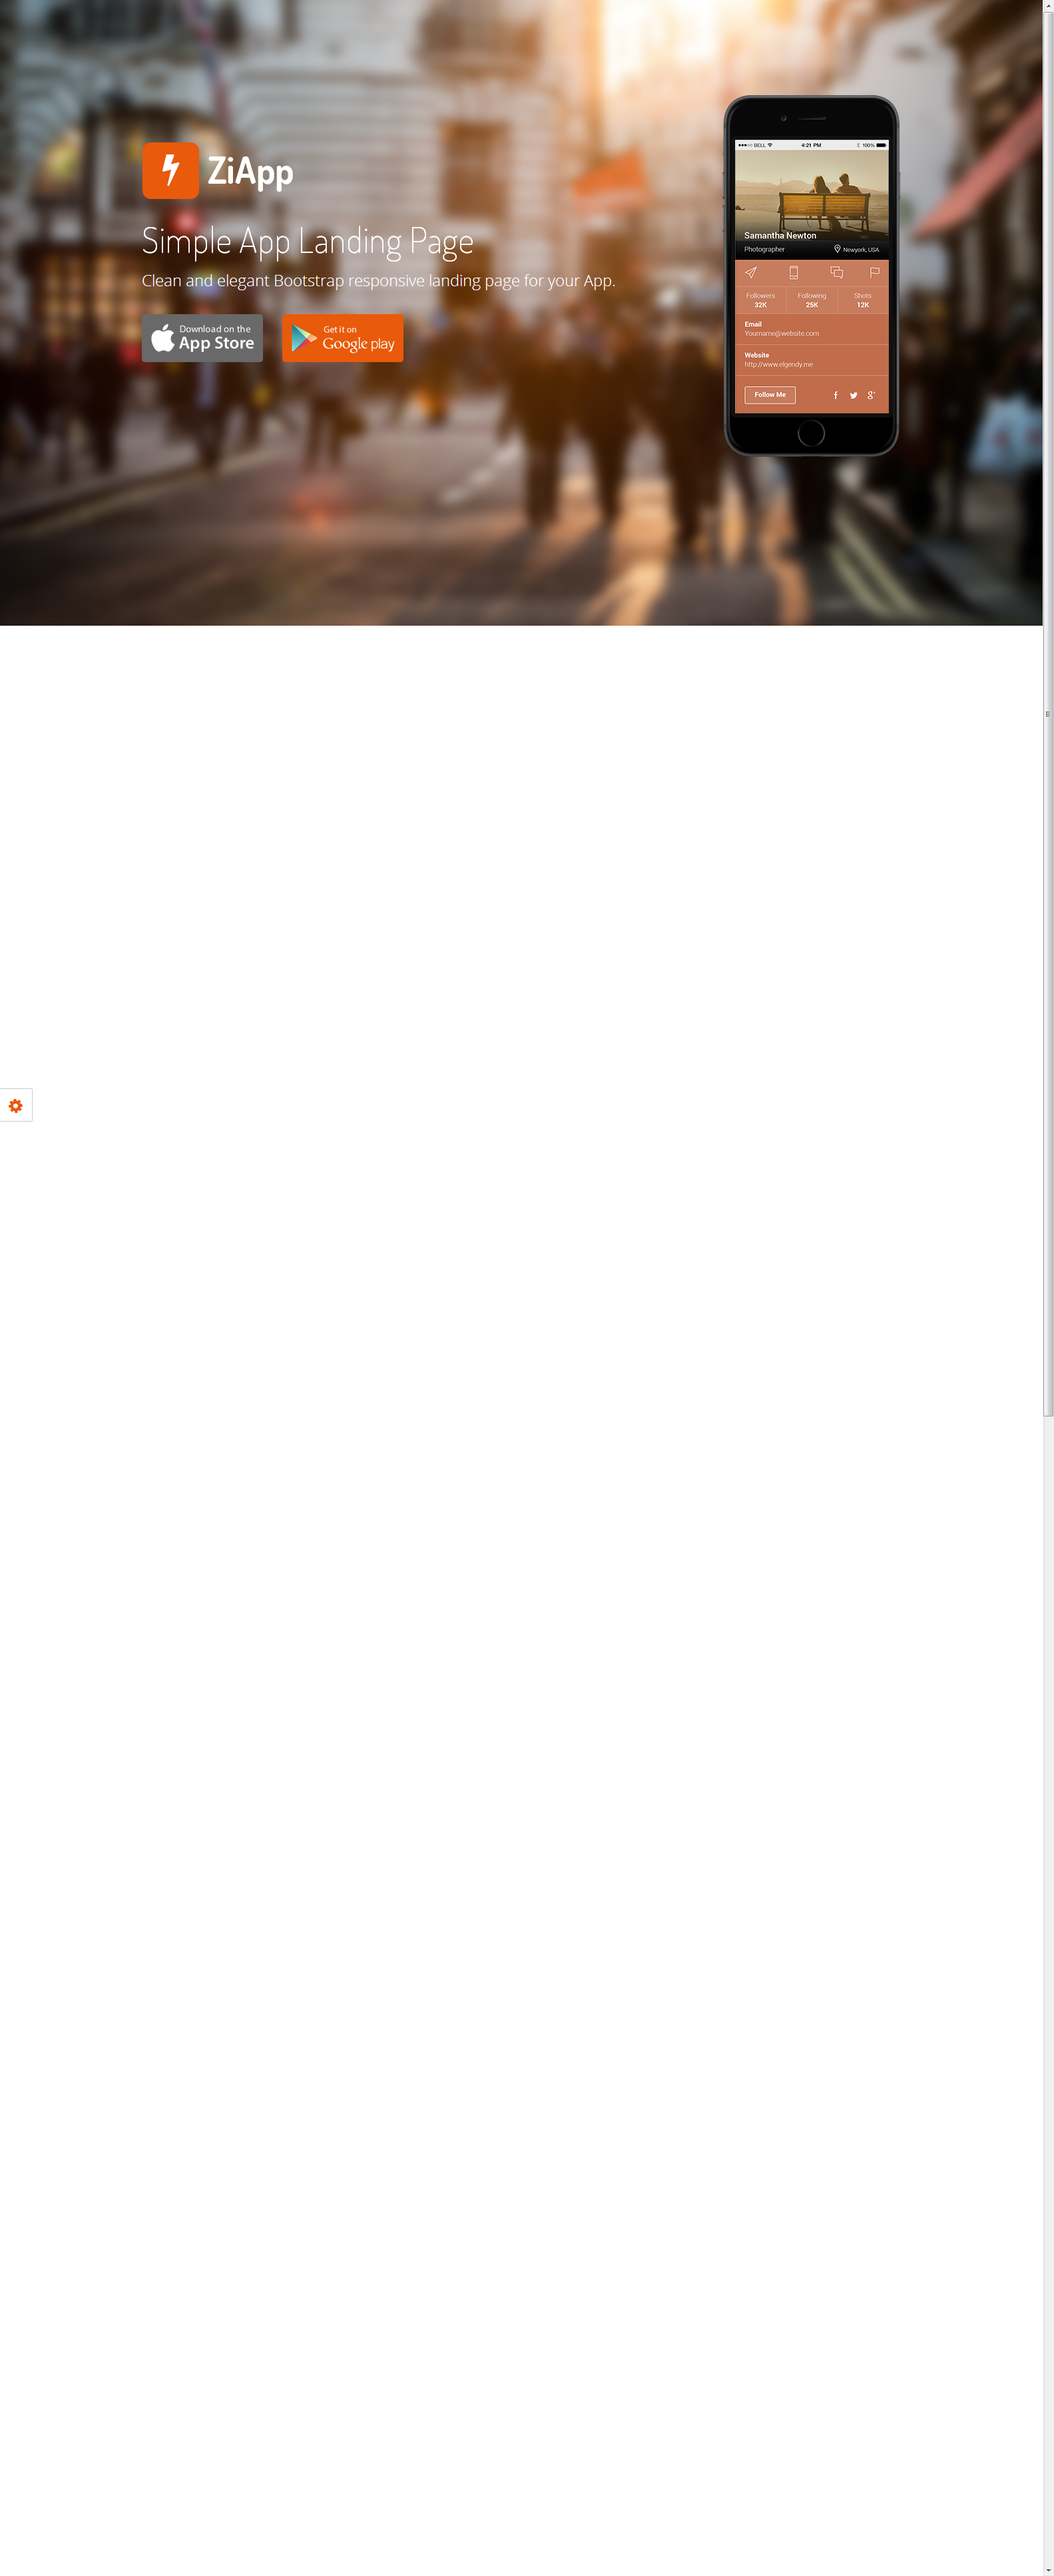 ZiApp
Simple App Landing Page
Clean and elegant Bootstrap responsive landing page for your App.
Download on the
App Store
Get it on
Google play
BELL
4:21 PM
100%
Samantha Newton
Photographer
Newyork, USA
Followers
32K
Following
25K
Shots
12K
Email
Yourname@website.com
Website
http://www.elgendy.me
Follow Me